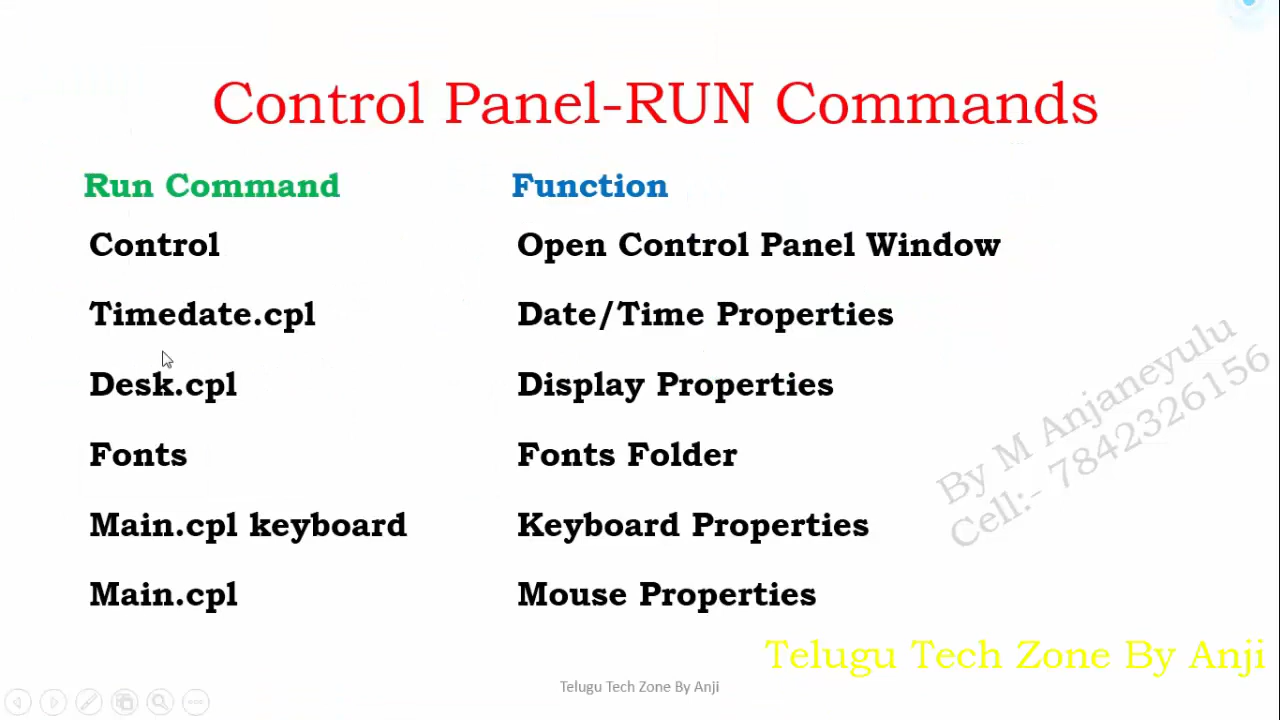 Control Panel-RUN Commands
Run Command Function
Control Open Control Panel Window
Timedate.cpl Date/Time Properties
Desk.cpl Display Properties
Fonts Fonts Folder
Main.cpl keyboard Keyboard Properties
Main.cpl Mouse Properties
By M Anjaneyulu
Cell:- 7842326156
Telugu Tech Zone By Anji
Telugu Tech Zone By Anji